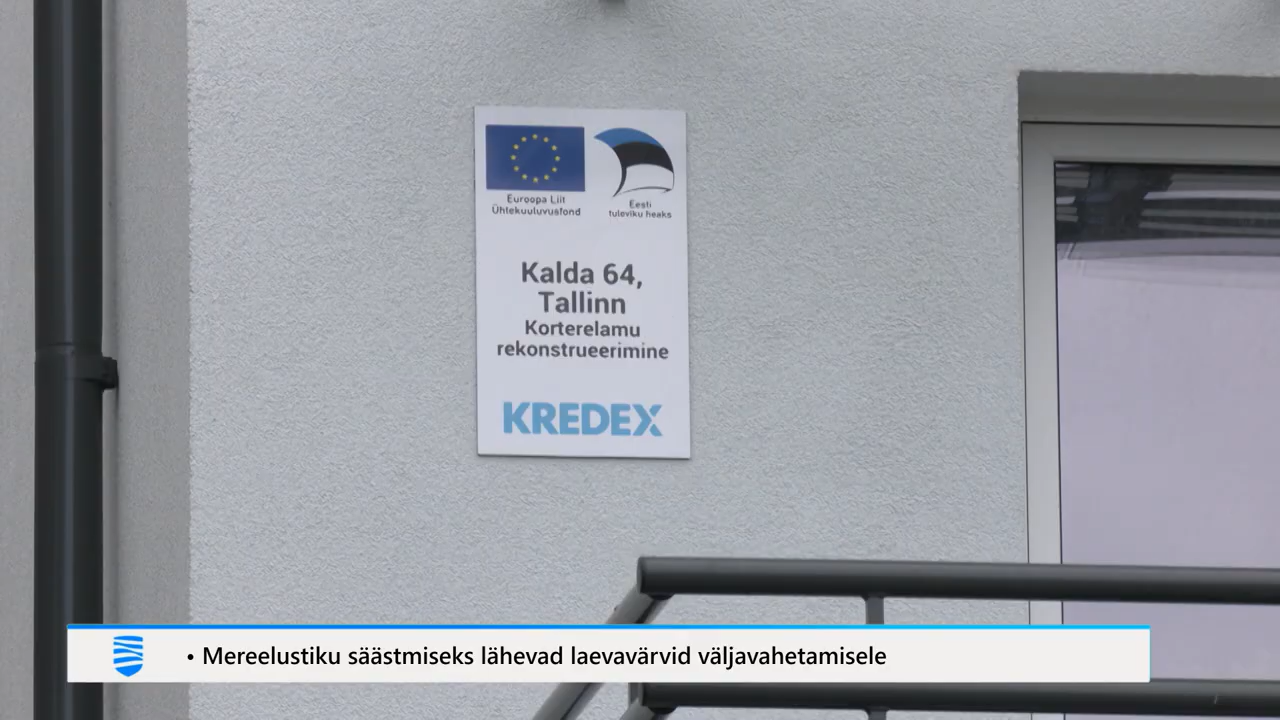 Euroopa Liit
Ühtekuuluvusfond
Eesti
tuleviku heaks
Kalda 64,
Tallinn
Korterelamu
rekonstrueerimine
KREDEX
• Mereelustiku säästmiseks lähevad laevavärvid väljavahetamisele